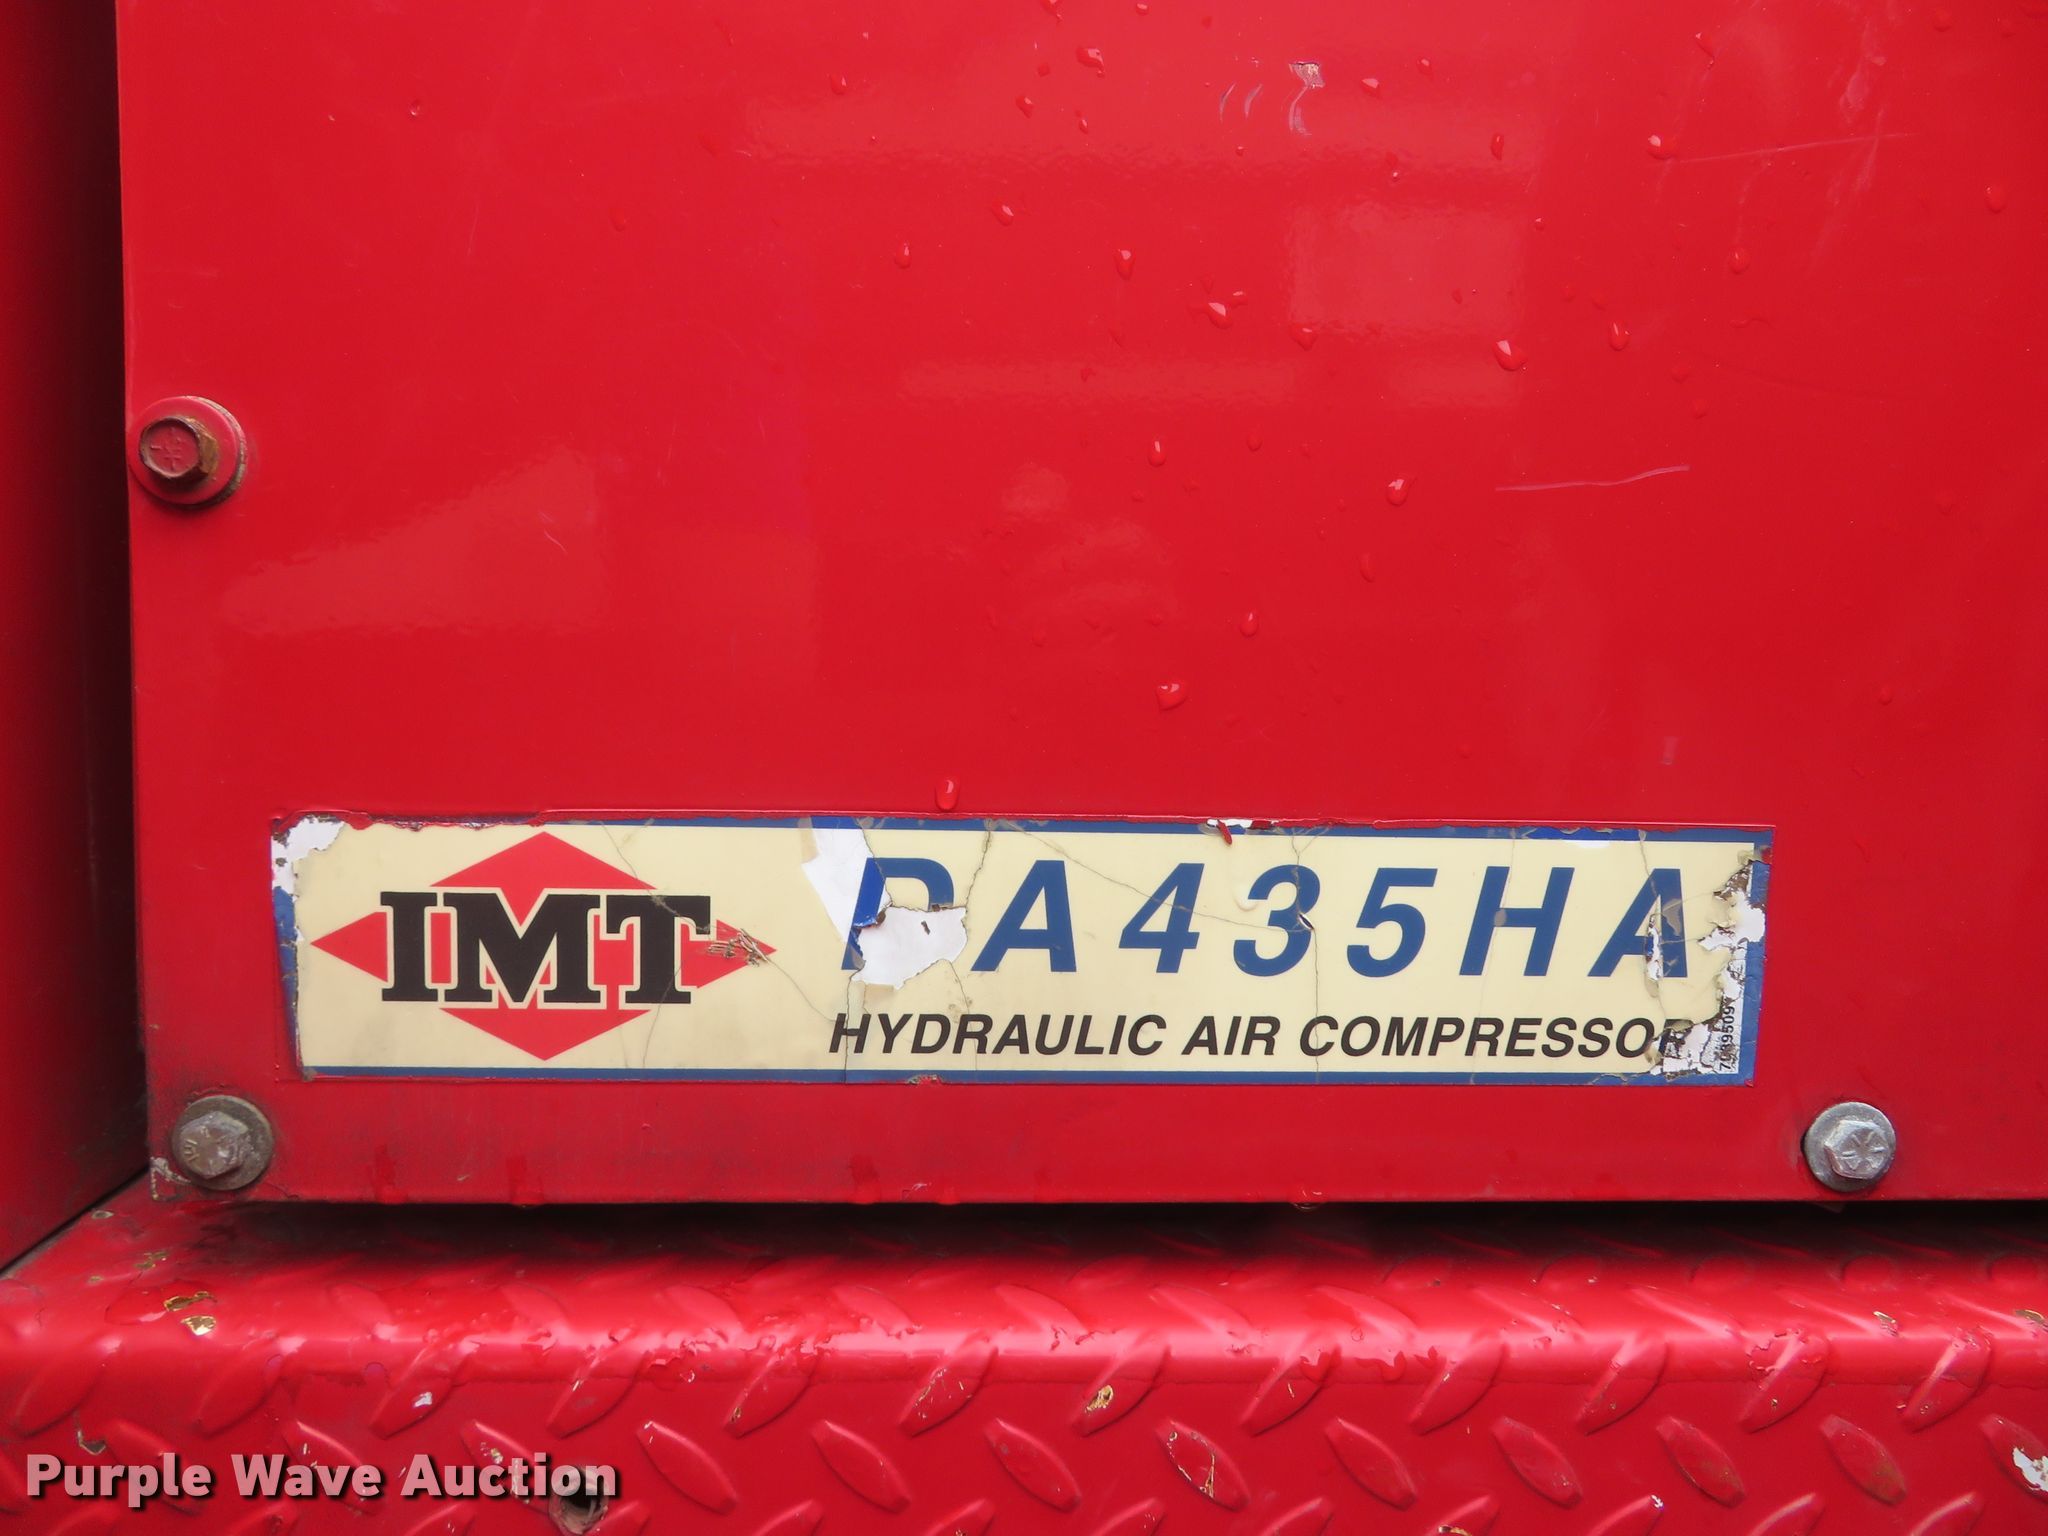 IMT
DA435HA
HYDRAULIC AIR COMPRESSOR
Purple Wave Auction